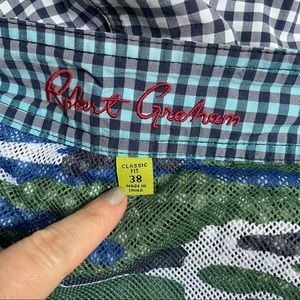 Robert Graham
CLASSIC
FIT
38
MADE IN
CHINA